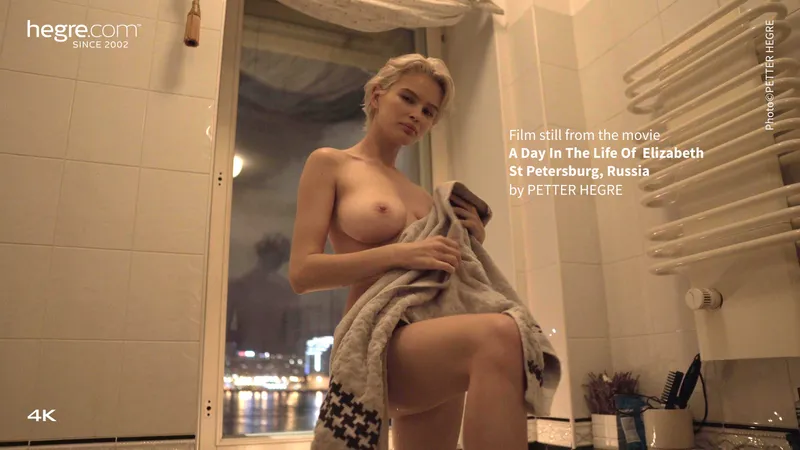 hegre.com
SINCE 2002
Photo©PETTER HEGRE
Film still from the movie
A Day In The Life Of Elizabeth
St Petersburg, Russia
by PETTER HEGRE
4K